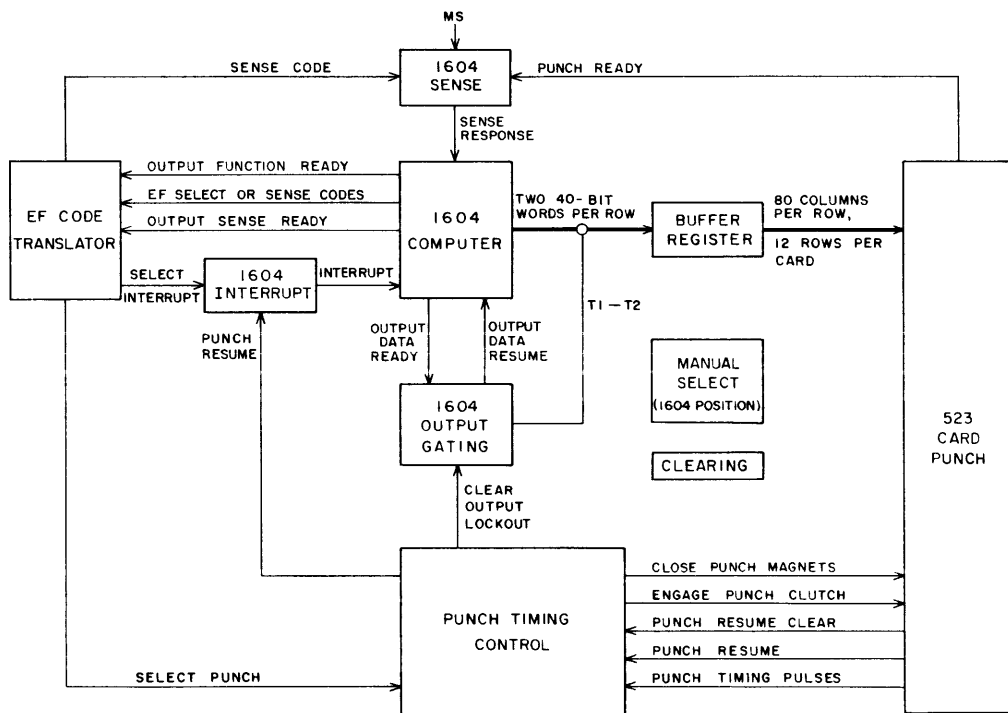 MS
1604
SENSE
SENSE CODE
PUNCH READY
SENSE
RESPONSE
OUTPUT FUNCTION READY
EF SELECT OR SENSE CODES
OUTPUT SENSE READY
EF CODE
TRANSLATOR
1604
COMPUTER
TWO 40-BIT
WORDS PER ROW
BUFFER
REGISTER
80 COLUMNS
PER ROW,
12 ROWS PER
CARD
SELECT
INTERRUPT
1604
INTERRUPT
INTERRUPT
PUNCH
RESUME
OUTPUT
DATA
READY
OUTPUT
DATA
RESUME
T1-T2
1604
OUTPUT
GATING
MANUAL
SELECT
(1604 POSITION)
CLEARING
523
CARD
PUNCH
CLEAR
OUTPUT
LOCKOUT
PUNCH TIMING
CONTROL
CLOSE PUNCH MAGNETS
ENGAGE PUNCH CLUTCH
PUNCH RESUME CLEAR
PUNCH RESUME
PUNCH TIMING PULSES
SELECT PUNCH